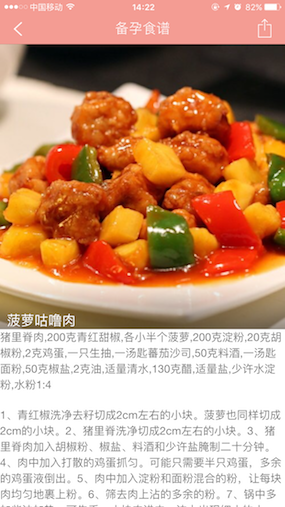 中国移动 14:22 82%
备孕食谱
菠萝咕噜肉
猪里脊肉,200克青红甜椒,各小半个菠萝,200克淀粉,20克胡
椒粉,2克鸡蛋,一只生抽,一汤匙蕃茄沙司,50克料酒,一汤匙
面粉,50克椒盐,2克油,适量清水,130克醋,适量盐,少许水淀
粉,水粉1:4
1、青红椒洗净去籽切成2cm左右的小块。菠萝也同样切成
2cm的小块。2、猪里脊洗净切成2cm左右的小块。3、猪
里脊肉加入胡椒粉、椒盐、料酒和少许盐腌制二十分钟。
4、肉中加入打散的鸡蛋抓匀。可能只需要半只鸡蛋，多余
的鸡蛋液倒出。5、肉中加入淀粉和面粉混合的粉，让每块
肉均匀地裹上粉。6、筛去肉上沾的多余的粉。7、锅中多